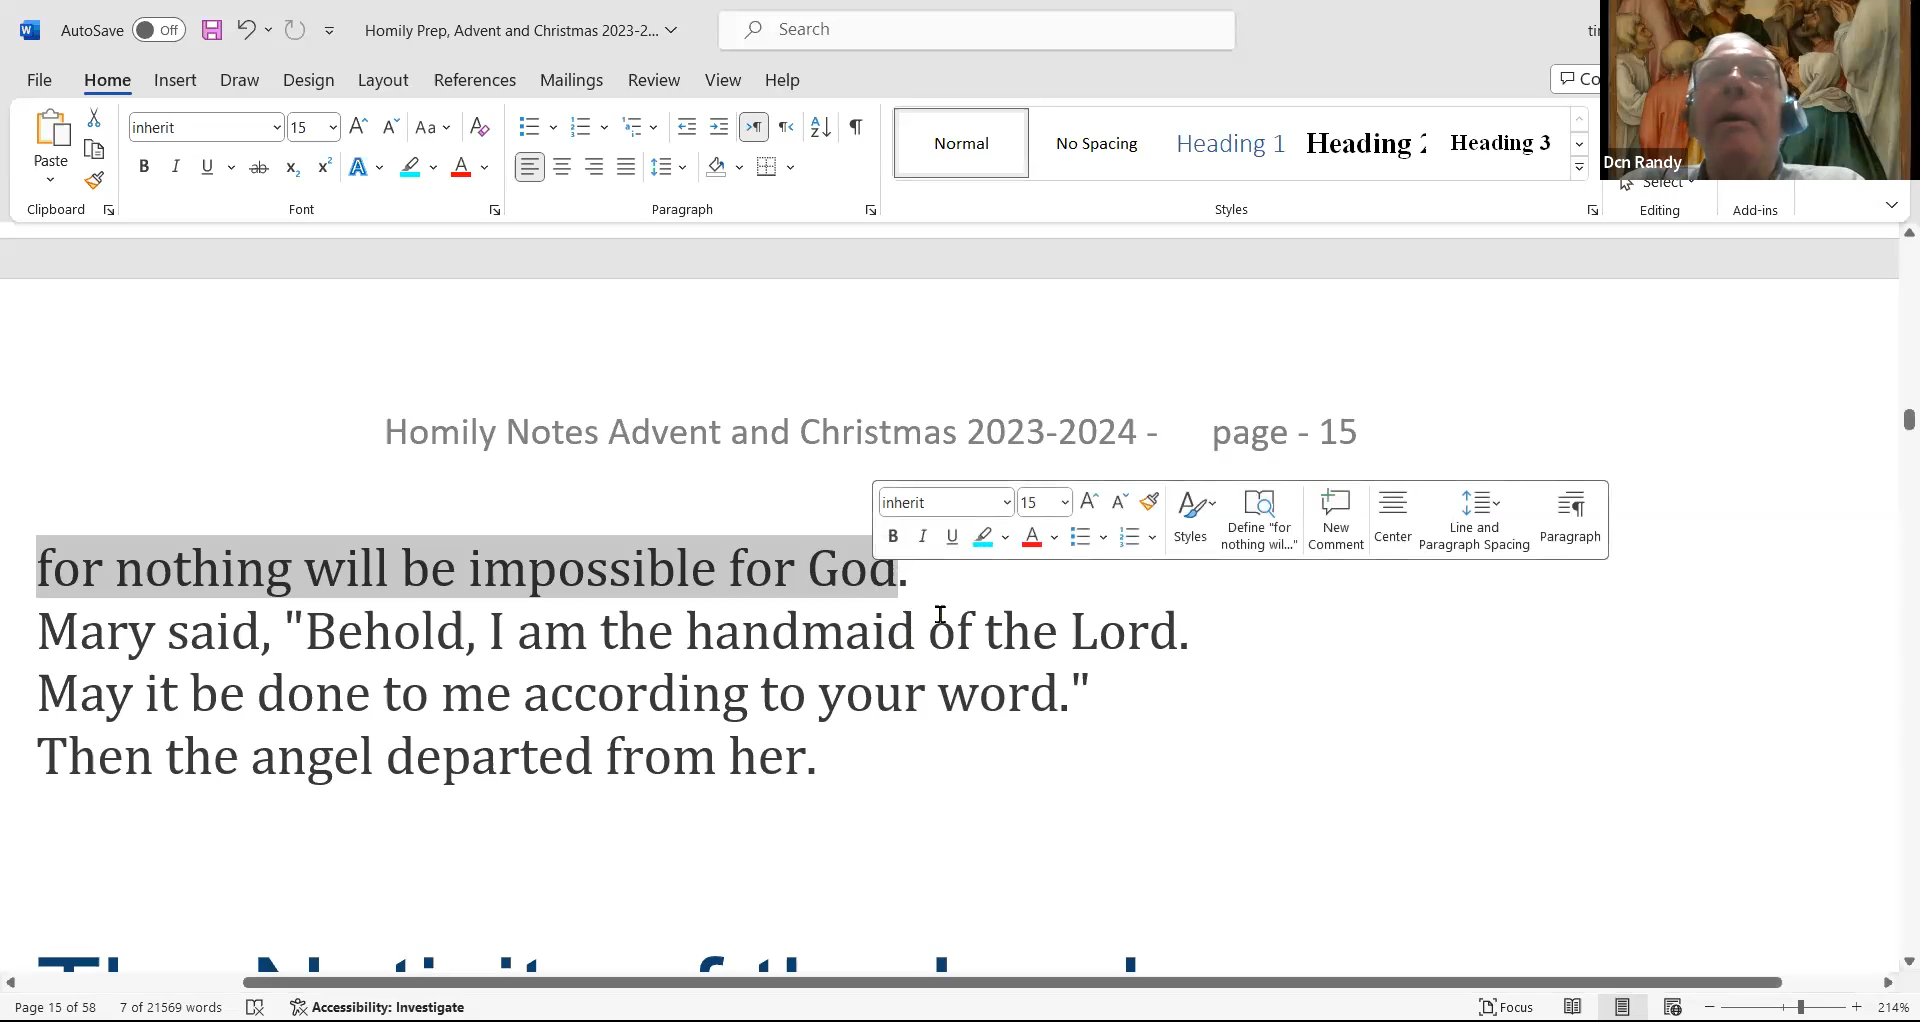 AutoSave Off Homily Prep, Advent and Christmas 2023-2... Search
File Home Insert Draw Design Layout References Mailings Review View Help
Paste
inherit 15 Aa
Normal No Spacing Heading 1 Heading 2 Heading 3
Dcn Randy
Select
Clipboard Font Paragraph Styles Editing Add-ins
Homily Notes Advent and Christmas 2023-2024 - page - 15
inherit 15
Styles Define "for nothing wil..." New Comment Center Line and Paragraph Spacing Paragraph
for nothing will be impossible for God.
Mary said, "Behold, I am the handmaid of the Lord.
May it be done to me according to your word."
Then the angel departed from her.
Page 15 of 58 7 of 21569 words Accessibility: Investigate Focus 214%